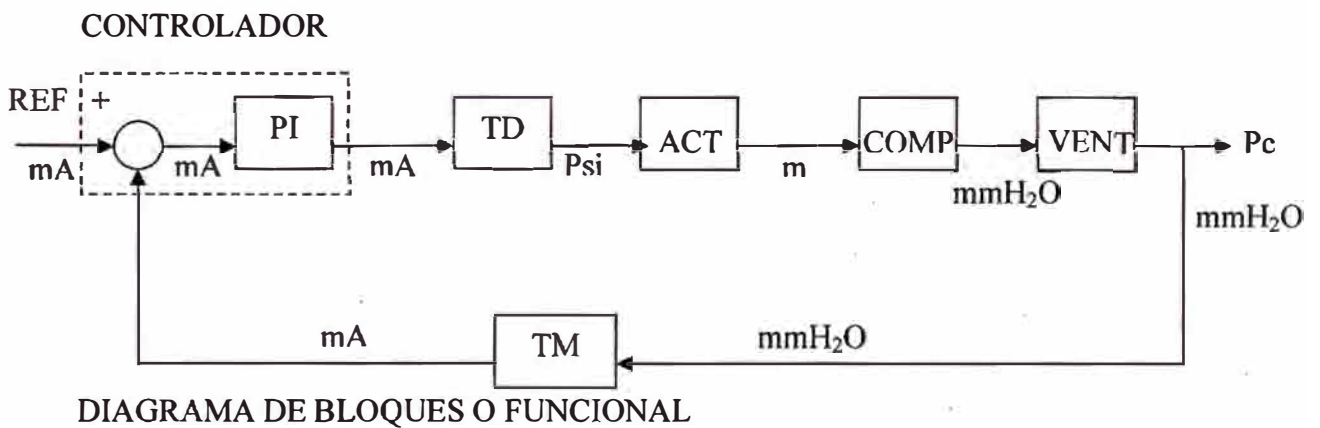 CONTROLADOR
REF +
PI
TD
ACT
COMP
VENT
Pc
mA
mA
mA
Psi
m
mmH₂O
mmH₂O
mA
TM
mmH₂O
DIAGRAMA DE BLOQUES O FUNCIONAL